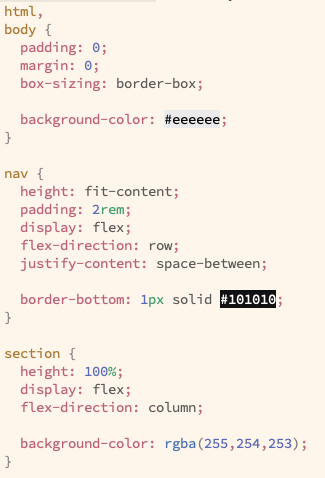 html,
body {
  padding: 0;
  margin: 0;
  box-sizing: border-box;

  background-color: #eeeeee;
}

nav {
  height: fit-content;
  padding: 2rem;
  display: flex;
  flex-direction: row;
  justify-content: space-between;

  border-bottom: 1px solid #101010;
}

section {
  height: 100%;
  display: flex;
  flex-direction: column;

  background-color: rgba(255,254,253);
}